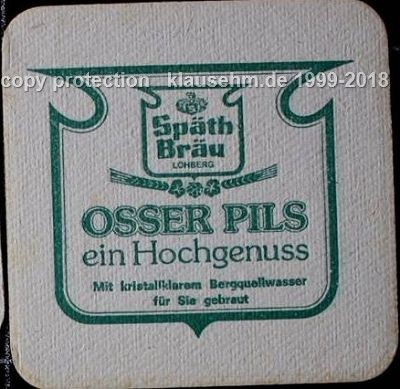 copy protection klausehm.de 1999-2018
Späth
Bräu
LOHBERG
OSSER PILS
ein Hochgenuss
Mit kristallklarem Bergquellwasser
für Sie gebraut